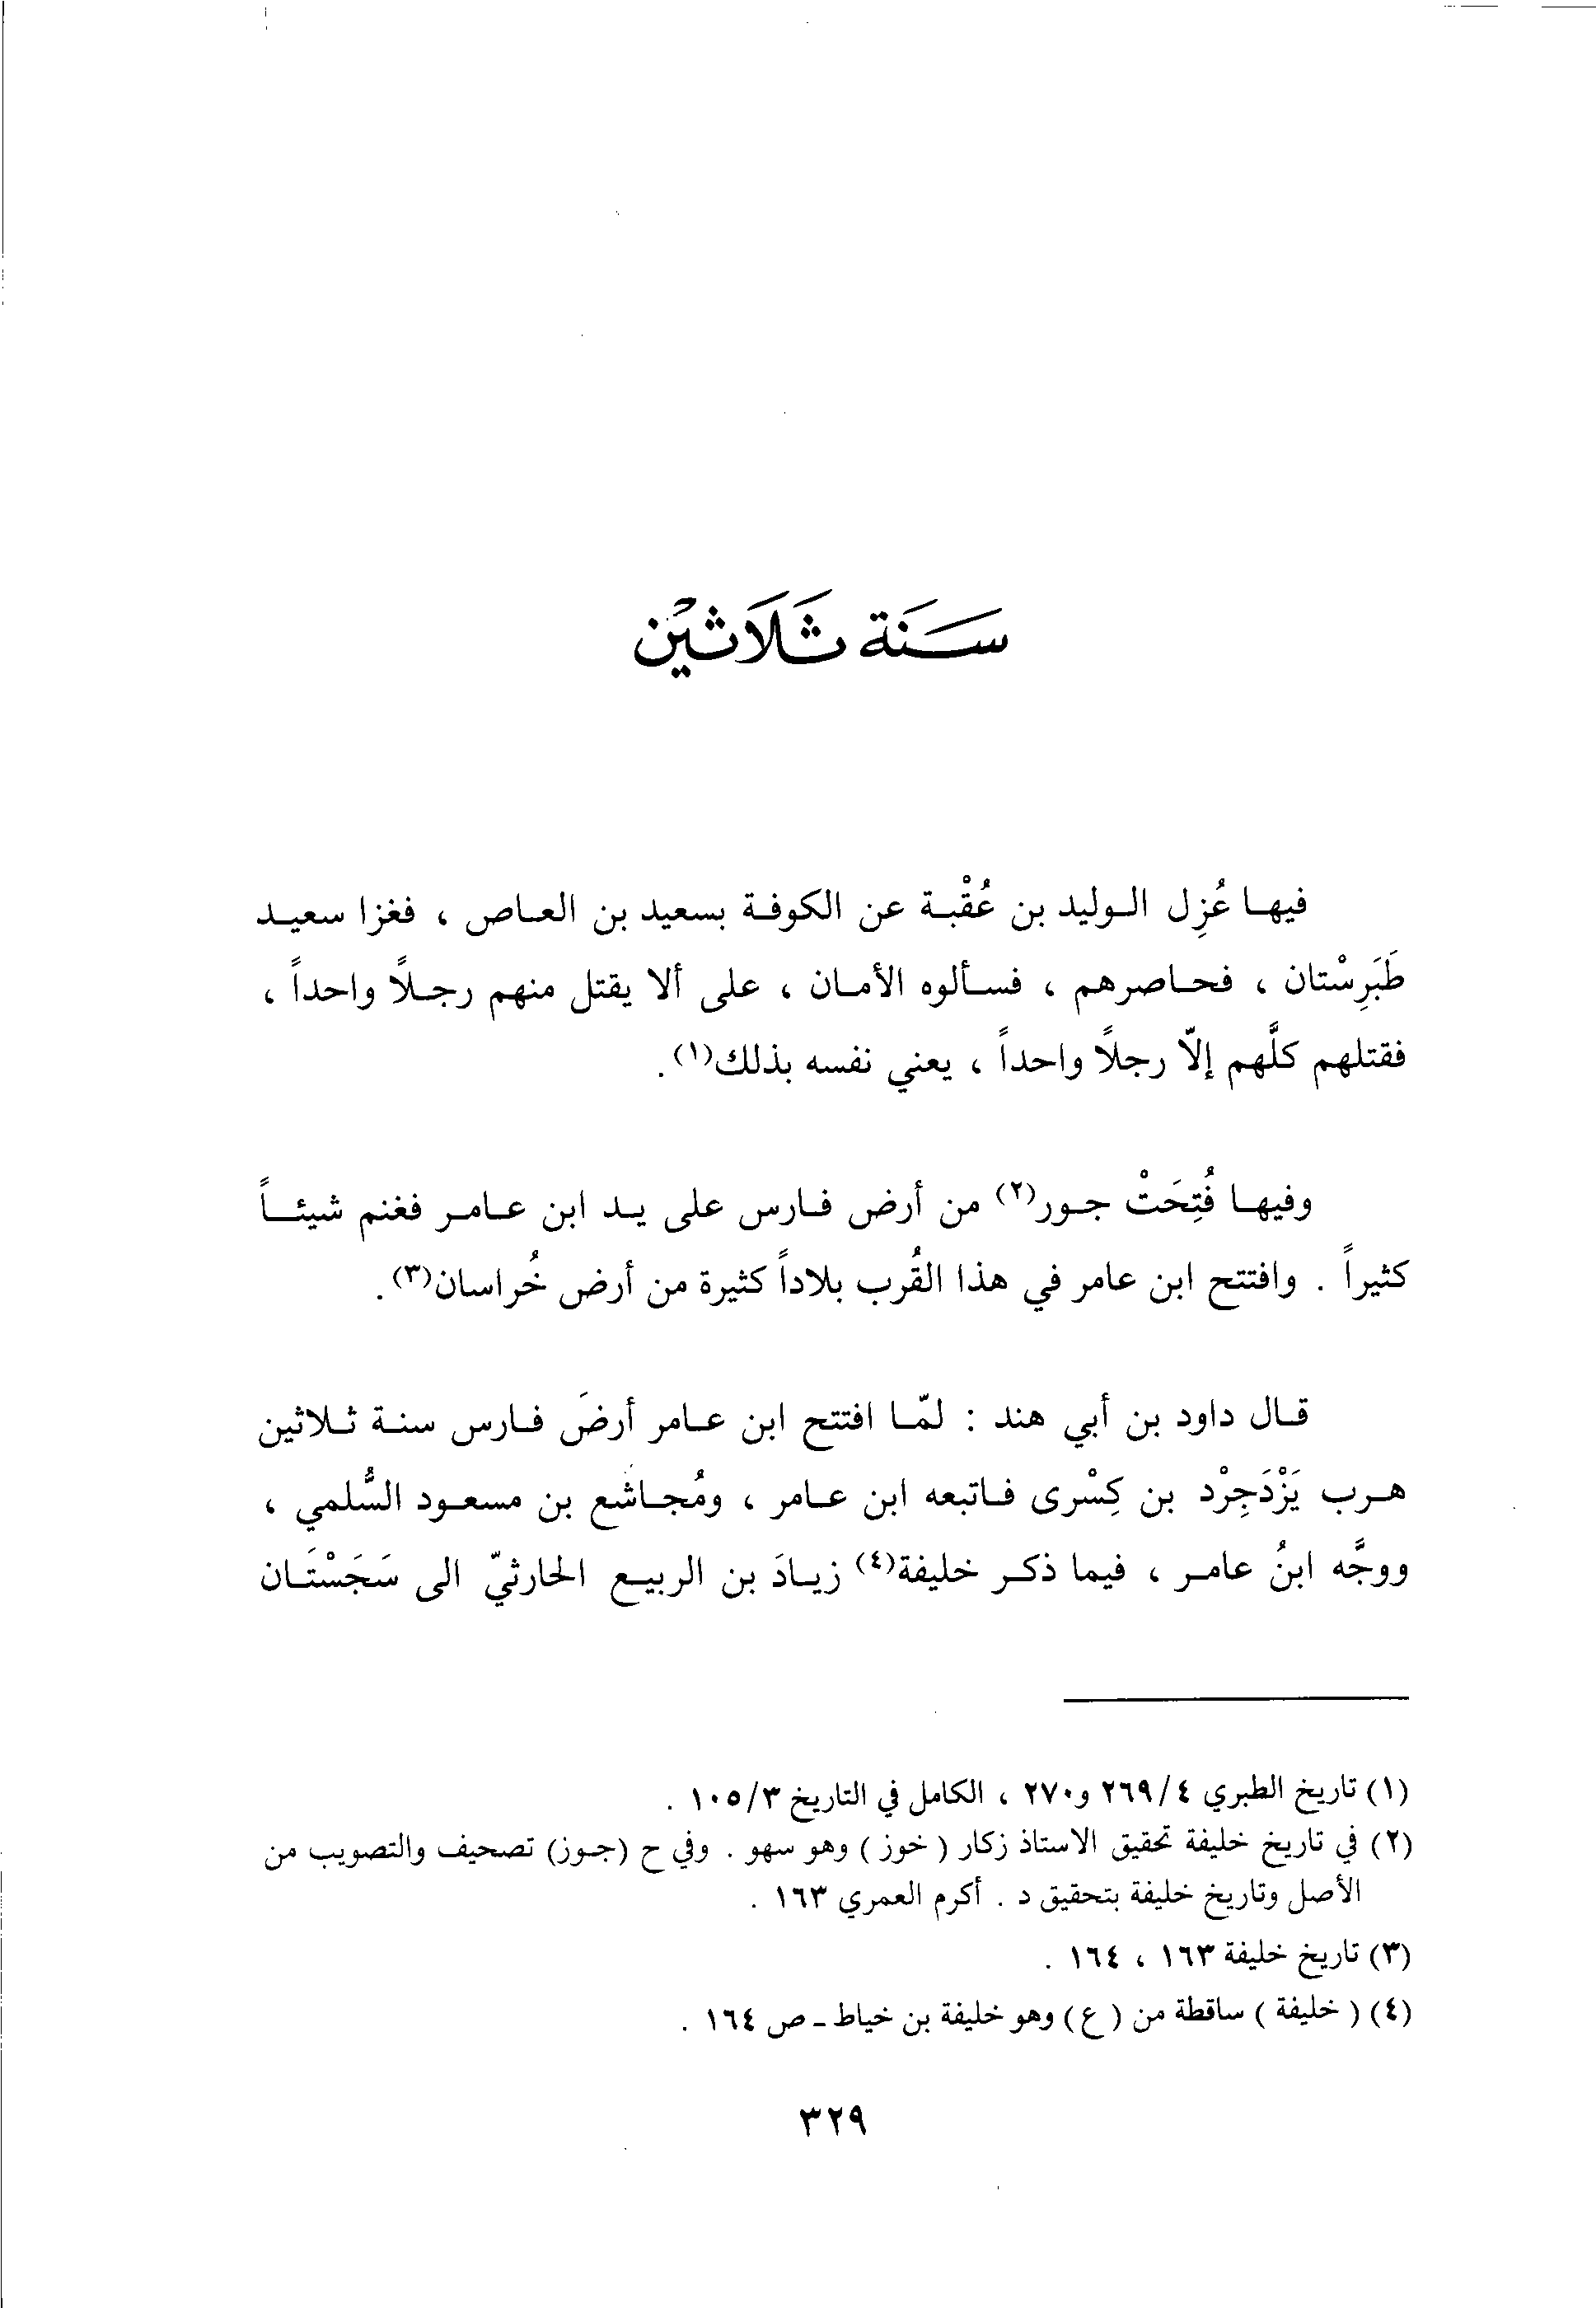 سَنَة ثَلَاثيْن
فيها عُزِل الوليد بن عُقْبة عن الكوفة بسعيد بن العاص ، فغزا سعيد
طَبَرِسْتان ، فحاصرهم ، فسألوه الأمان ، على ألا يقتل منهم رجلاً واحداً ،
فقتلهم كلَّهم إلّا رجلاً واحداً ، يعني نفسه بذلك(١) .
وفيها فُتِحَتْ جور(٢) من أرض فارس على يد ابن عامر فغنم شيئاً
كثيراً . وافتتح ابن عامر في هذا القُرب بلاداً كثيرة من أرض خُراسان(٣) .
قال داود بن أبي هند : لمّا افتتح ابن عامر أرضَ فارس سنة ثلاثين
هرب يَزْدَجِرْد بن كِسْرى فاتبعه ابن عامر ، ومُجاشع بن مسعود السُّلمي ،
ووجَّه ابنُ عامر ، فيما ذكر خليفة(٤) زيادَ بن الربيع الحارثيّ الى سَجَسْتَان
(١) تاريخ الطبري ٢٦٩/٤ و٢٧٠ ، الكامل في التاريخ ١٠٥/٣ .
(٢) في تاريخ خليفة تحقيق الاستاذ زكار ( خوز ) وهو سهو . وفي ح (جوز) تصحيف والتصويب من
الأصل وتاريخ خليفة بتحقيق د . أكرم العمري ١٦٣ .
(٣) تاريخ خليفة ١٦٣ ، ١٦٤ .
(٤) ( خليفة ) ساقطة من ( ع ) وهو خليفة بن خياط - ص ١٦٤ .
٣٢٩